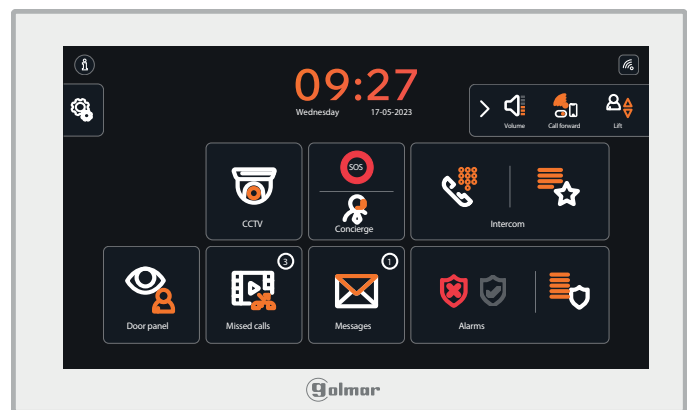 09:27
Wednesday 17-05-2023
Volume Call forward Lift
SOS
CCTV
Concierge
Intercom
3
1
Door panel
Missed calls
Messages
Alarms
golmar